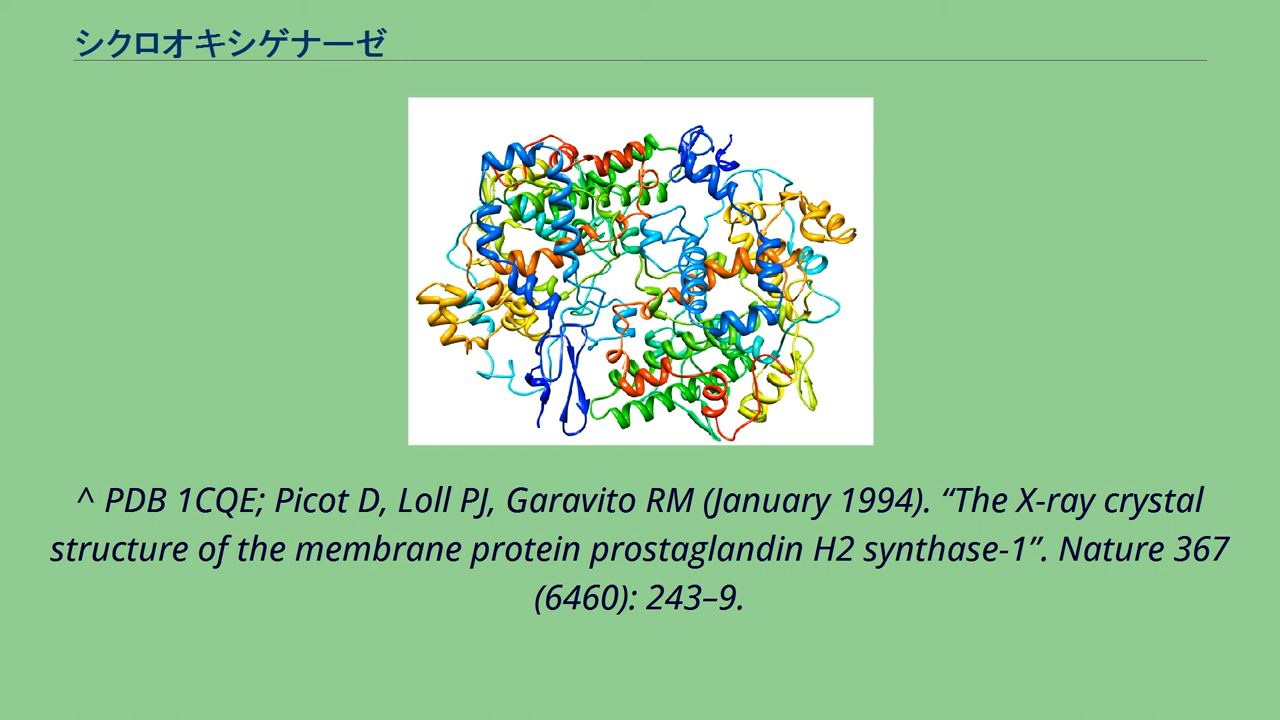 シクロオキシゲナーゼ
^ PDB 1CQE; Picot D, Loll PJ, Garavito RM (January 1994). “The X-ray crystal
structure of the membrane protein prostaglandin H2 synthase-1”. Nature 367
(6460): 243–9.